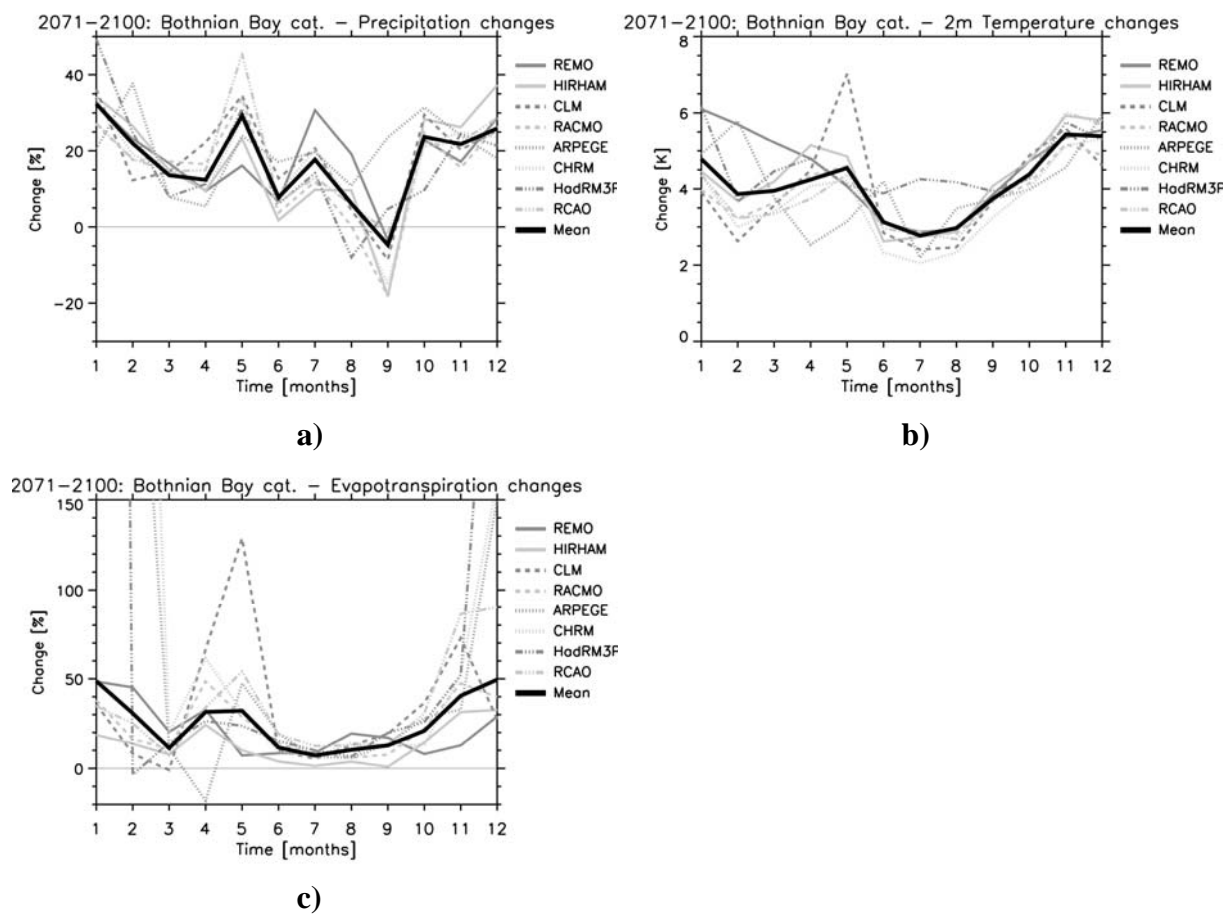 2071-2100: Bothnian Bay cat. - Precipitation changes
Change [%]
40
20
0
-20
1 2 3 4 5 6 7 8 9 10 11 12
Time [months]
REMO
HIRHAM
CLM
RACMO
ARPEGE
CHRM
HadRM3P
RCAO
Mean
a)
2071-2100: Bothnian Bay cat. - 2m Temperature changes
Change [K]
8
6
4
2
0
1 2 3 4 5 6 7 8 9 10 11 12
Time [months]
REMO
HIRHAM
CLM
RACMO
ARPEGE
CHRM
HadRM3P
RCAO
Mean
b)
2071-2100: Bothnian Bay cat. - Evapotranspiration changes
Change [%]
150
100
50
0
1 2 3 4 5 6 7 8 9 10 11 12
Time [months]
REMO
HIRHAM
CLM
RACMO
ARPEGE
CHRM
HadRM3P
RCAO
Mean
c)